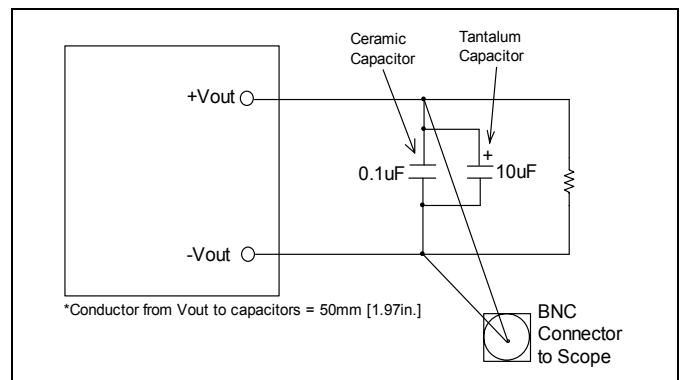 Ceramic
Capacitor
Tantalum
Capacitor
+Vout
+
0.1uF
10uF
-Vout
*Conductor from Vout to capacitors = 50mm [1.97in.]
BNC
Connector
to Scope